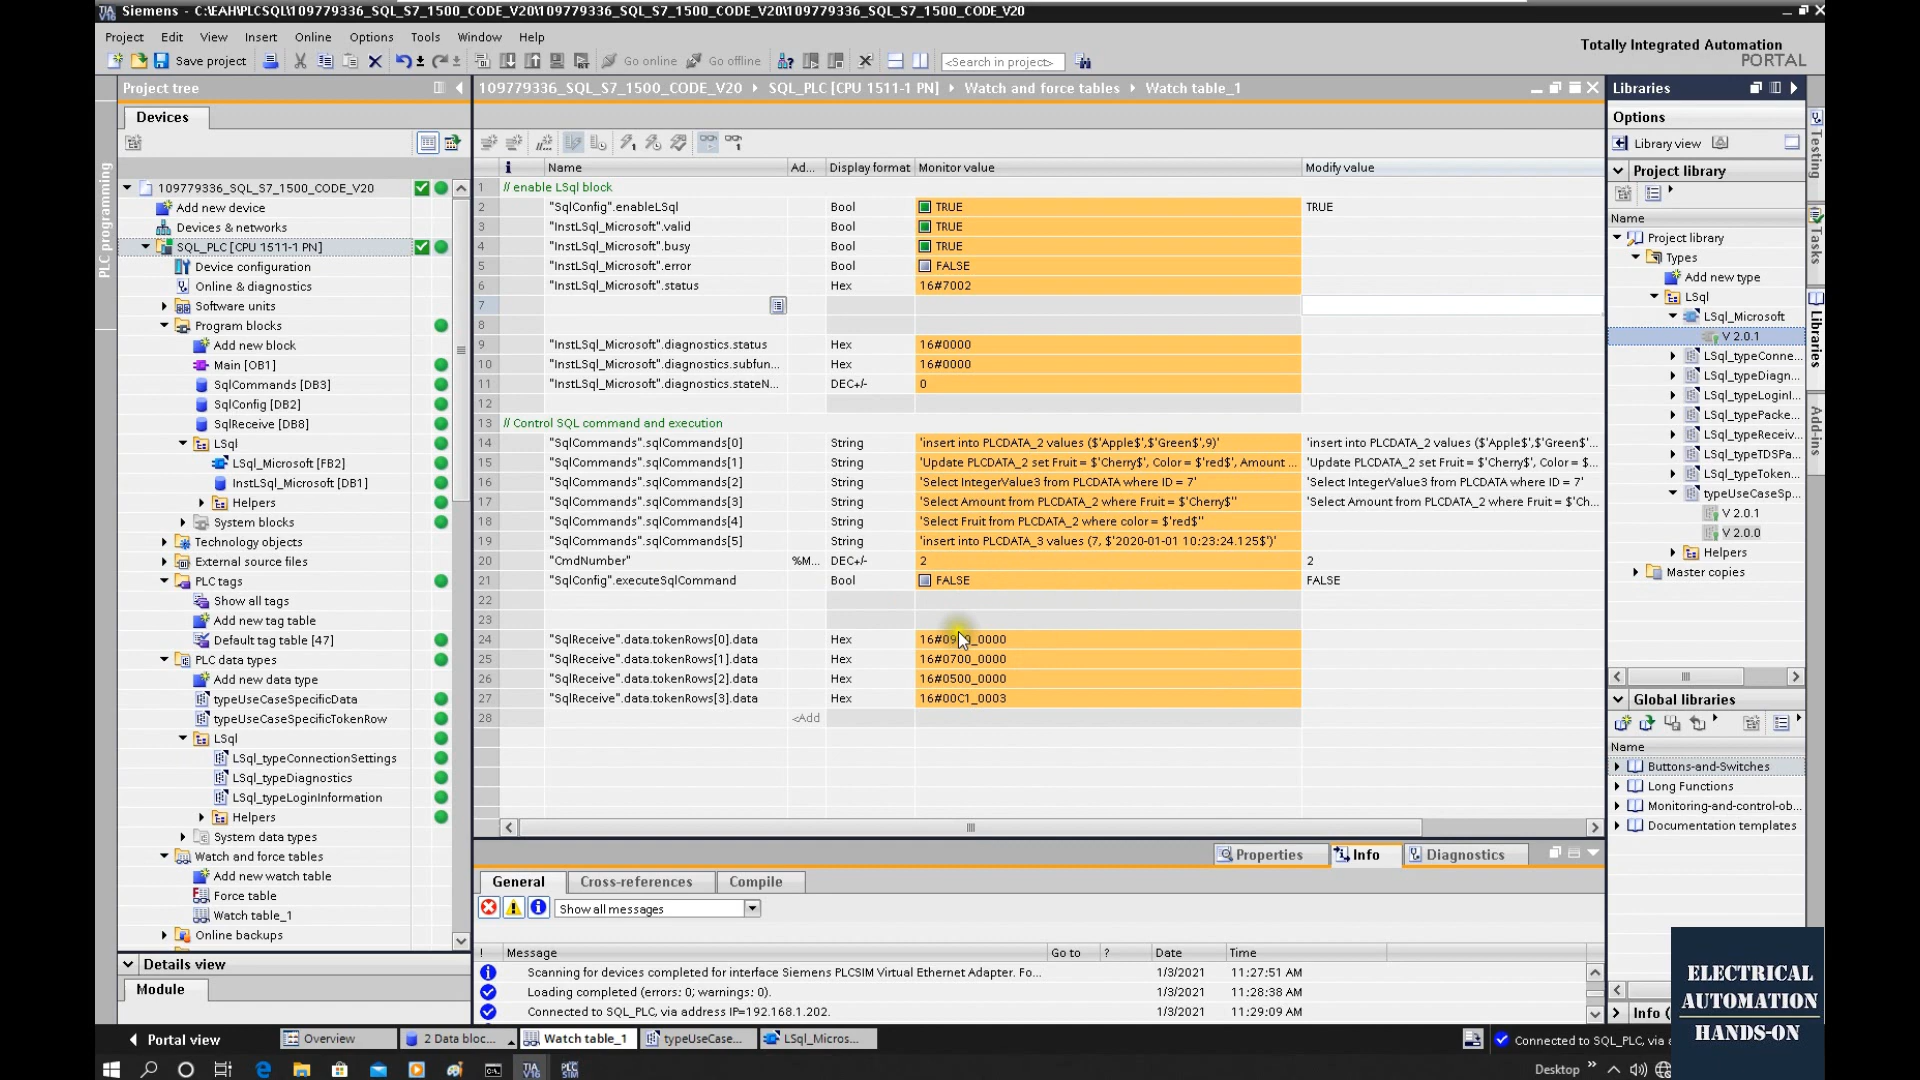 Siemens - C:\EAH\PLCSQL\109779336_SQL_S7_1500_CODE_V20\109779336_SQL_S7_1500_CODE_V20\109779336_SQL_S7_1500_CODE_V20
Project Edit View Insert Online Options Tools Window Help
Totally Integrated Automation
PORTAL
Save project
Go online
Go offline
<Search in project>
Project tree
109779336_SQL_S7_1500_CODE_V20 > SQL_PLC [CPU 1511-1 PN] > Watch and force tables > Watch table_1
Libraries
Devices
Options
Library view
Project library
PLC programming
109779336_SQL_S7_1500_CODE_V20
Add new device
Devices & networks
SQL_PLC [CPU 1511-1 PN]
Device configuration
Online & diagnostics
Software units
Program blocks
Add new block
Main [OB1]
SqlCommands [DB3]
SqlConfig [DB2]
SqlReceive [DB8]
LSql
LSql_Microsoft [FB2]
InstLSql_Microsoft [DB1]
Helpers
System blocks
Technology objects
External source files
PLC tags
Show all tags
Add new tag table
Default tag table [47]
PLC data types
Add new data type
typeUseCaseSpecificData
typeUseCaseSpecificTokenRow
LSql
LSql_typeConnectionSettings
LSql_typeDiagnostics
LSql_typeLoginInformation
Helpers
System data types
Watch and force tables
Add new watch table
Force table
Watch table_1
Online backups
Details view
Module
i Name Ad... Display format Monitor value Modify value
1 // enable LSql block
2 "SqlConfig".enableLSql Bool TRUE TRUE
3 "InstLSql_Microsoft".valid Bool TRUE
4 "InstLSql_Microsoft".busy Bool TRUE
5 "InstLSql_Microsoft".error Bool FALSE
6 "InstLSql_Microsoft".status Hex 16#7002
7
8
9 "InstLSql_Microsoft".diagnostics.status Hex 16#0000
10 "InstLSql_Microsoft".diagnostics.subfun... Hex 16#0000
11 "InstLSql_Microsoft".diagnostics.stateN... DEC+/- 0
12
13 // Control SQL command and execution
14 "SqlCommands".sqlCommands[0] String 'insert into PLCDATA_2 values ($'Apple$',$'Green$',9)' 'insert into PLCDATA_2 values ($'Apple$',$'Green$'...
15 "SqlCommands".sqlCommands[1] String 'Update PLCDATA_2 set Fruit = $'Cherry$', Color = $'red$', Amount ... 'Update PLCDATA_2 set Fruit = $'Cherry$', Color = $...
16 "SqlCommands".sqlCommands[2] String 'Select IntegerValue3 from PLCDATA where ID = 7' 'Select IntegerValue3 from PLCDATA where ID = 7'
17 "SqlCommands".sqlCommands[3] String 'Select Amount from PLCDATA_2 where Fruit = $'Cherry$'' 'Select Amount from PLCDATA_2 where Fruit = $'Ch...
18 "SqlCommands".sqlCommands[4] String 'Select Fruit from PLCDATA_2 where color = $'red$''
19 "SqlCommands".sqlCommands[5] String 'insert into PLCDATA_3 values (7, $'2020-01-01 10:23:24.125$')'
20 "CmdNumber" %M... DEC+/- 2 2
21 "SqlConfig".executeSqlCommand Bool FALSE FALSE
22
23
24 "SqlReceive".data.tokenRows[0].data Hex
25 "SqlReceive".data.tokenRows[1].data Hex 16#0700_0000
26 "SqlReceive".data.tokenRows[2].data Hex 16#0500_0000
27 "SqlReceive".data.tokenRows[3].data Hex 16#00C1_0003
28 <Add
Properties Info Diagnostics
General Cross-references Compile
Show all messages
! Message Go to ? Date Time
Scanning for devices completed for interface Siemens PLCSIM Virtual Ethernet Adapter. Fo... 1/3/2021 11:27:51 AM
Loading completed (errors: 0; warnings: 0). 1/3/2021 11:28:38 AM
Connected to SQL_PLC, via address IP=192.168.1.202. 1/3/2021 11:29:09 AM
Name
Project library
Types
Add new type
LSql
LSql_Microsoft
V 2.0.1
LSql_typeConne...
LSql_typeDiagn...
LSql_typeLoginI...
LSql_typePacke...
LSql_typeReceiv...
LSql_typeTDSPa...
LSql_typeToken...
typeUseCaseSp...
V 2.0.1
V 2.0.0
Helpers
Master copies
Global libraries
Name
Buttons-and-Switches
Long Functions
Monitoring-and-control-ob...
Documentation templates
Info (
Testing
Tasks
Libraries
Add-ins
ELECTRICAL
AUTOMATION
HANDS-ON
Portal view
Overview
2 Data bloc...
Watch table_1
typeUseCase...
LSql_Micros...
Connected to SQL_PLC, via a
Desktop